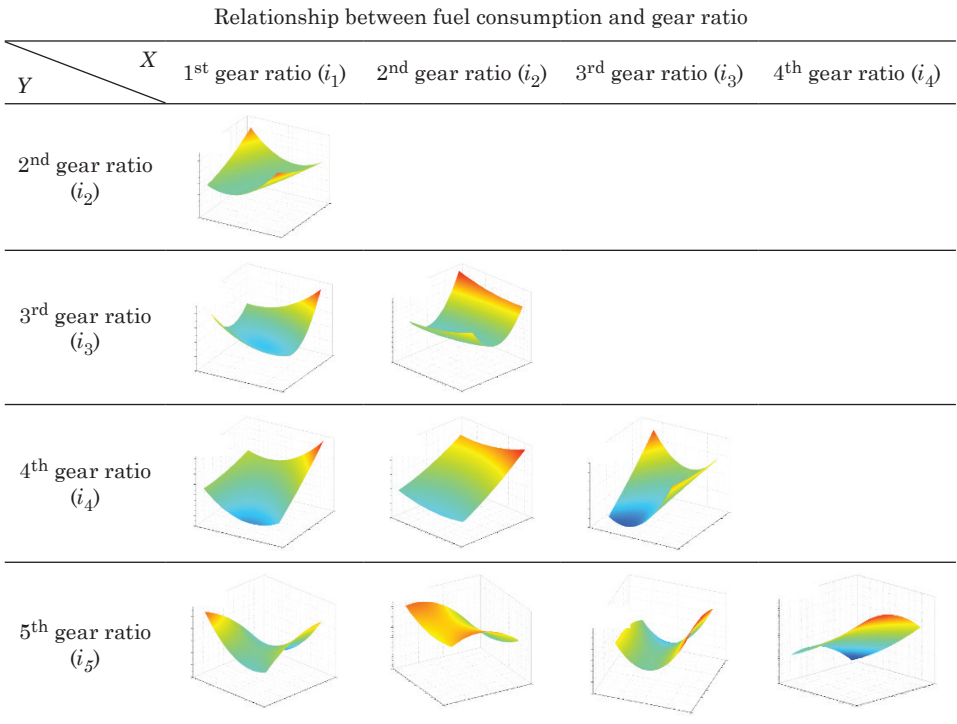 Relationship between fuel consumption and gear ratio
X
Y
1st gear ratio (i1) 2nd gear ratio (i2) 3rd gear ratio (i3) 4th gear ratio (i4)
2nd gear ratio
(i2)
3rd gear ratio
(i3)
4th gear ratio
(i4)
5th gear ratio
(i5)